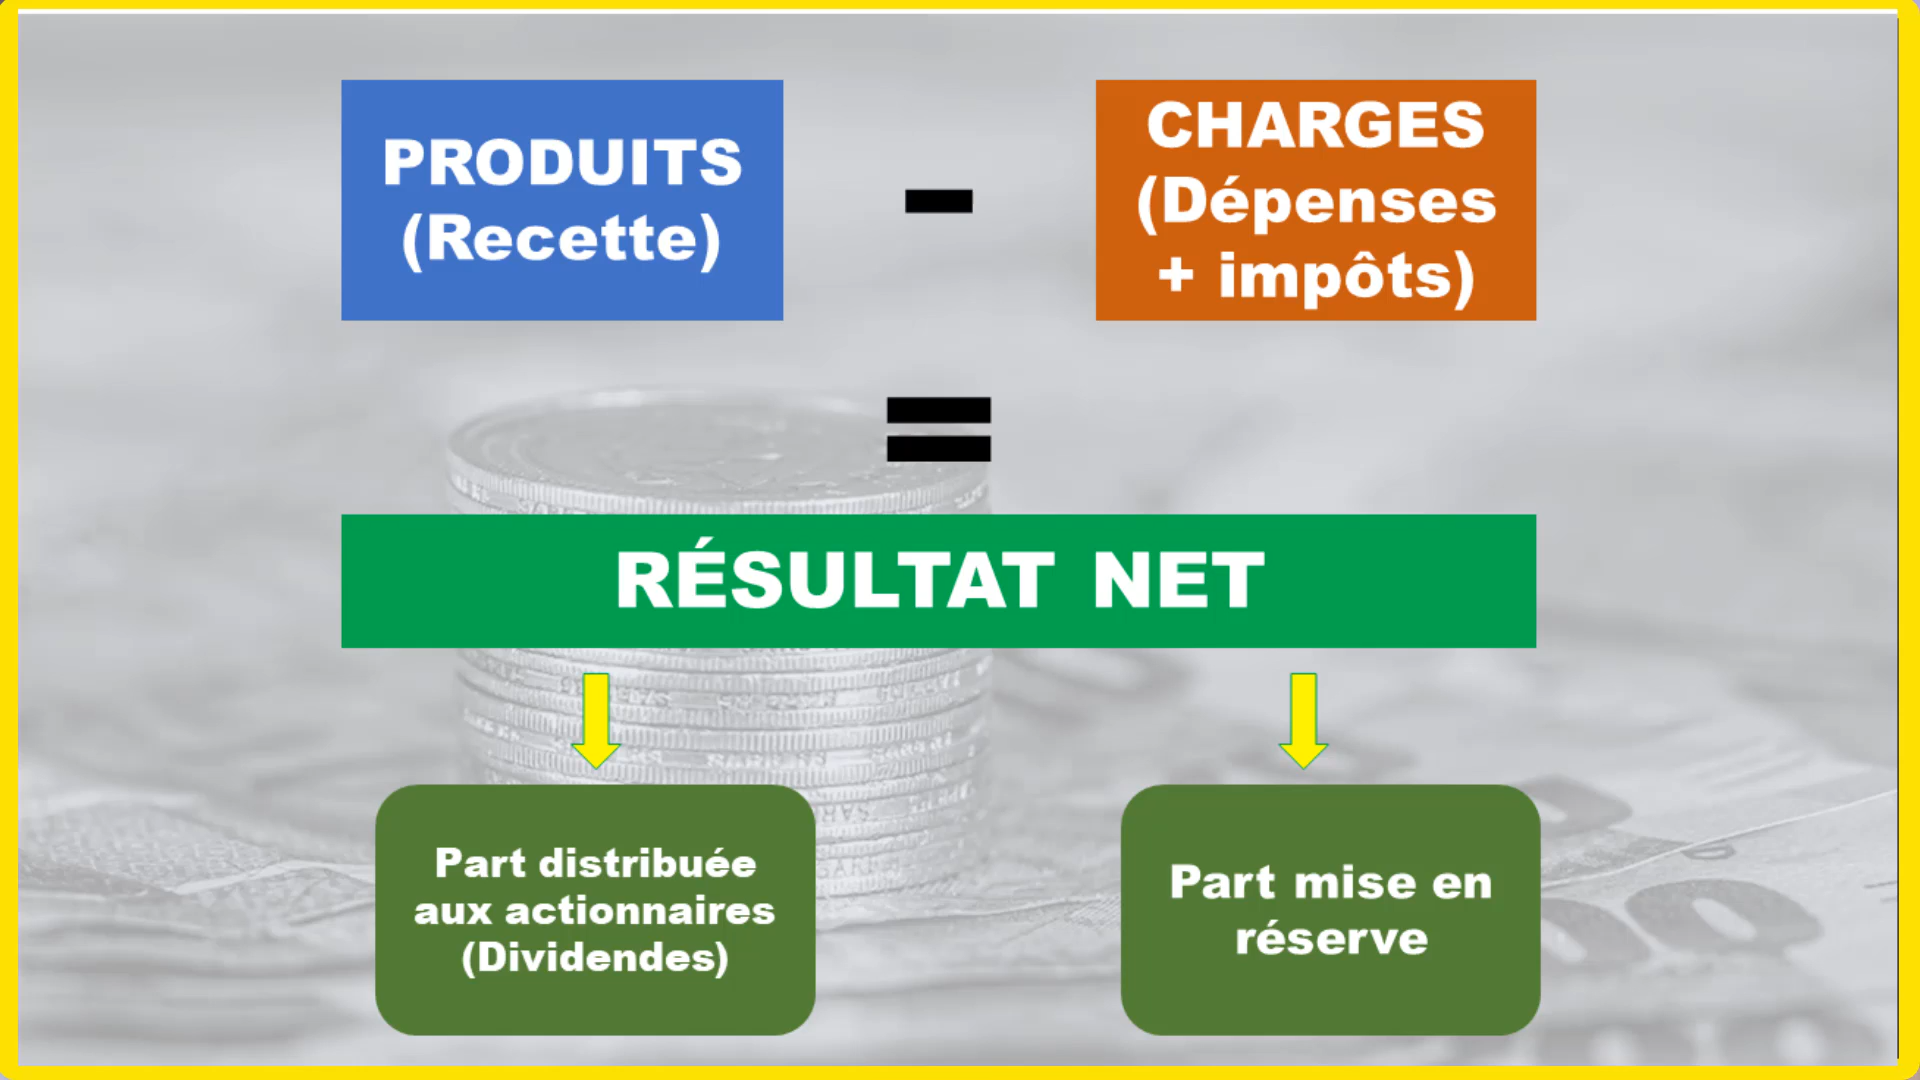 PRODUITS
(Recette)
-
CHARGES
(Dépenses
+ impôts)
=
RÉSULTAT NET
Part distribuée
aux actionnaires
(Dividendes)
Part mise en
réserve